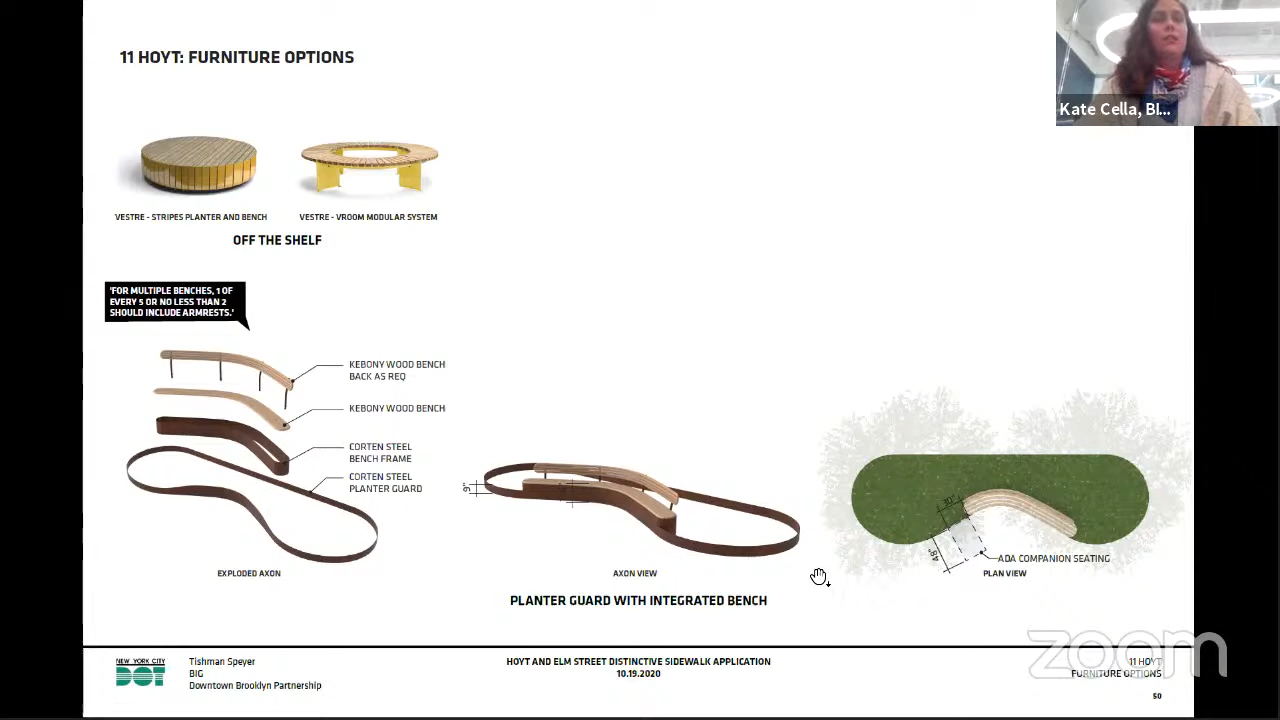 11 HOYT: FURNITURE OPTIONS
Kate Cella, BI...
VESTRE - STRIPES PLANTER AND BENCH
VESTRE - VROOM MODULAR SYSTEM
OFF THE SHELF
'FOR MULTIPLE BENCHES, 1 OF
EVERY 5 OR NO LESS THAN 2
SHOULD INCLUDE ARMRESTS.'
KEBONY WOOD BENCH
BACK AS REQ
KEBONY WOOD BENCH
CORTEN STEEL
BENCH FRAME
CORTEN STEEL
PLANTER GUARD
EXPLODED AXON
AXON VIEW
30"
48"
ADA COMPANION SEATING
PLAN VIEW
PLANTER GUARD WITH INTEGRATED BENCH
NEW YORK CITY
DOT
Tishman Speyer
BIG
Downtown Brooklyn Partnership
HOYT AND ELM STREET DISTINCTIVE SIDEWALK APPLICATION
10.19.2020
11 HOYT
FURNITURE OPTIONS
50
zoom